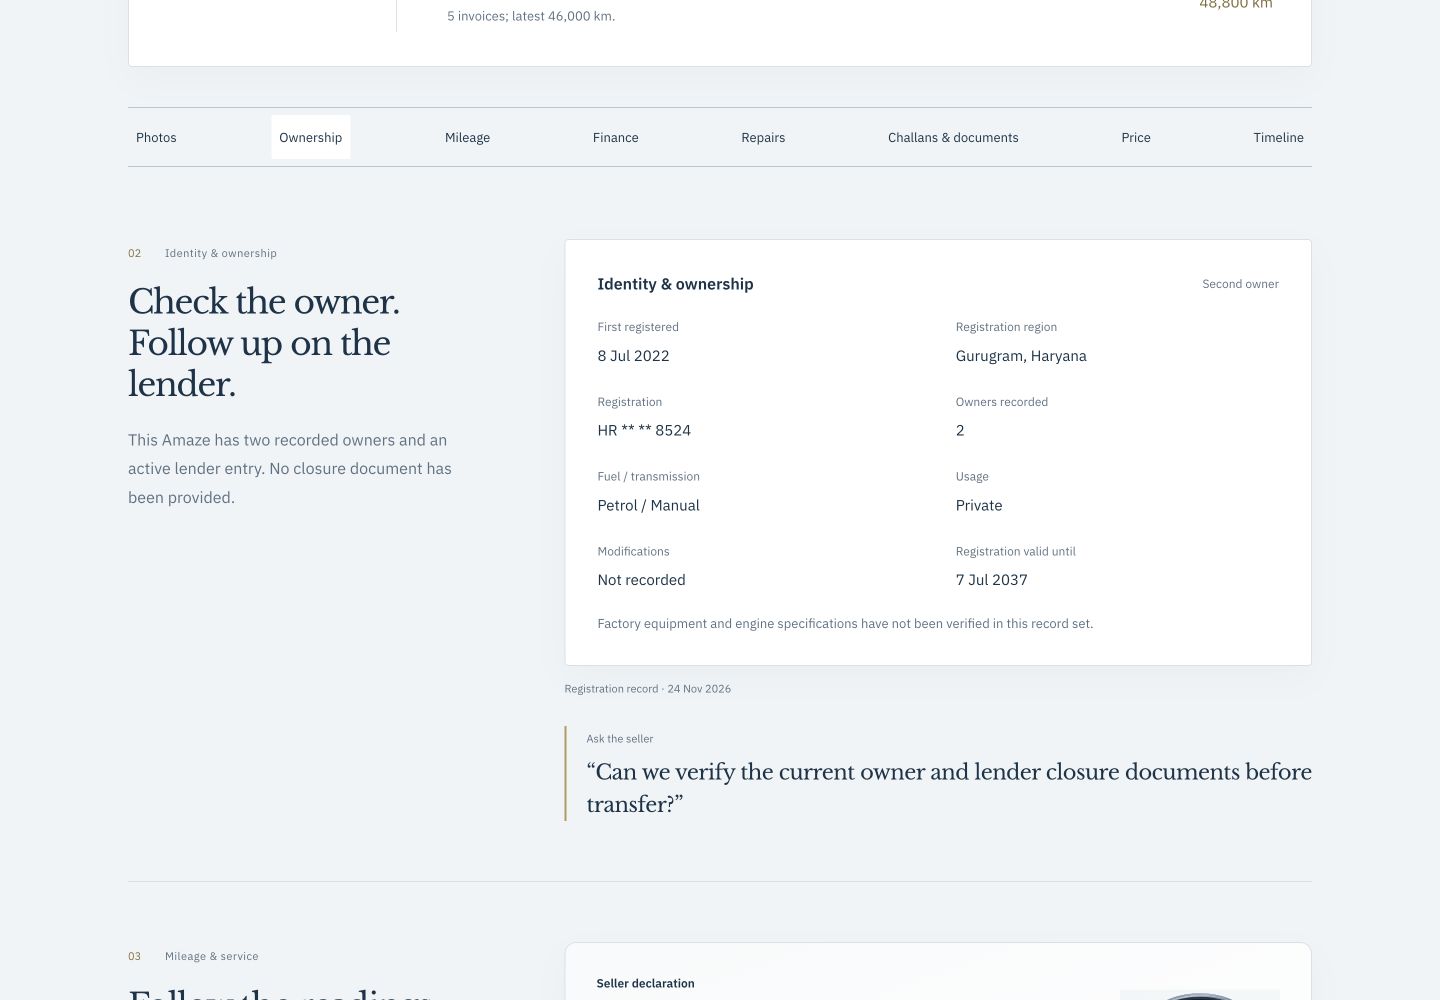 5 invoices; latest 46,000 km.
48,800 km
Photos
Ownership
Mileage
Finance
Repairs
Challans & documents
Price
Timeline
02 Identity & ownership
Check the owner.
Follow up on the
lender.
This Amaze has two recorded owners and an
active lender entry. No closure document has
been provided.
Identity & ownership
Second owner
First registered
8 Jul 2022
Registration region
Gurugram, Haryana
Registration
HR ** ** 8524
Owners recorded
2
Fuel / transmission
Petrol / Manual
Usage
Private
Modifications
Not recorded
Registration valid until
7 Jul 2037
Factory equipment and engine specifications have not been verified in this record set.
Registration record · 24 Nov 2026
Ask the seller
“Can we verify the current owner and lender closure documents before
transfer?”
03 Mileage & service
Follow the readings
Seller declaration